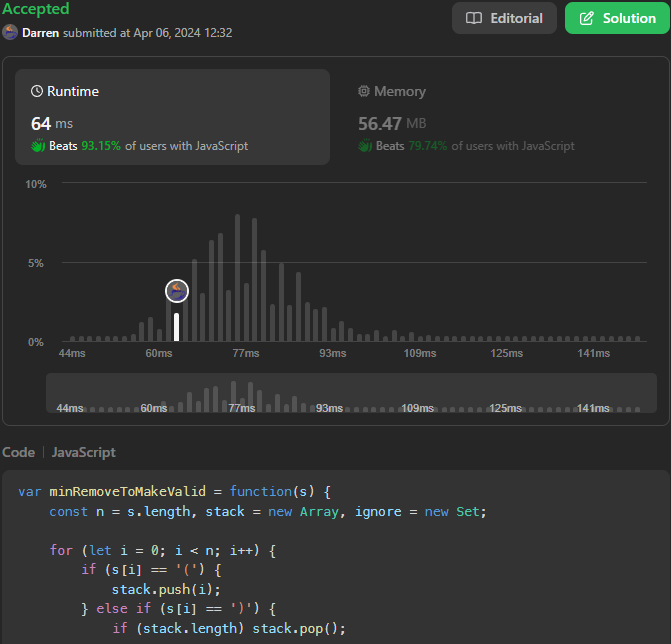 Accepted
Editorial
Solution
Darren submitted at Apr 06, 2024 12:32
Runtime
Memory
64 ms
56.47 MB
Beats 93.15% of users with JavaScript
Beats 79.74% of users with JavaScript
10%
5%
0%
44ms 60ms 77ms 93ms 109ms 125ms 141ms
44ms 60ms 77ms 93ms 109ms 125ms 141ms
Code | JavaScript
var minRemoveToMakeValid = function(s) {
    const n = s.length, stack = new Array, ignore = new Set;
    for (let i = 0; i < n; i++) {
        if (s[i] == '(') {
            stack.push(i);
        } else if (s[i] == ')') {
            if (stack.length) stack.pop();